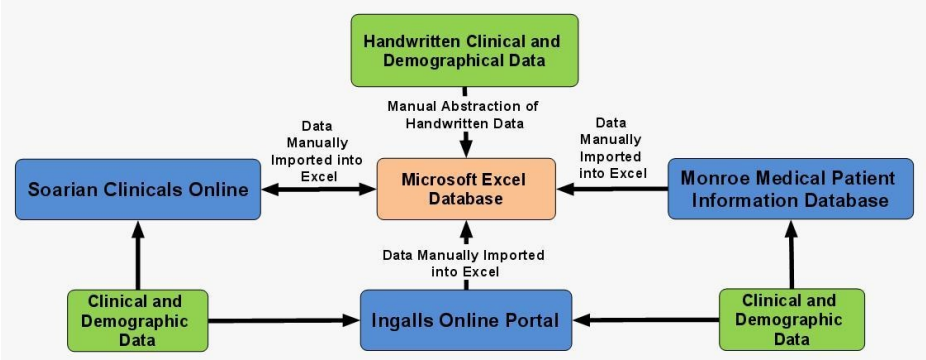 Handwritten Clinical and
Demographical Data
Manual Abstraction of
Handwritten Data
Data
Manually
Imported into
Excel
Data
Manually
Imported
into Excel
Soarian Clinicals Online
Microsoft Excel
Database
Monroe Medical Patient
Information Database
Data Manually Imported
into Excel
Clinical and
Demographic
Data
Ingalls Online Portal
Clinical and
Demographic
Data